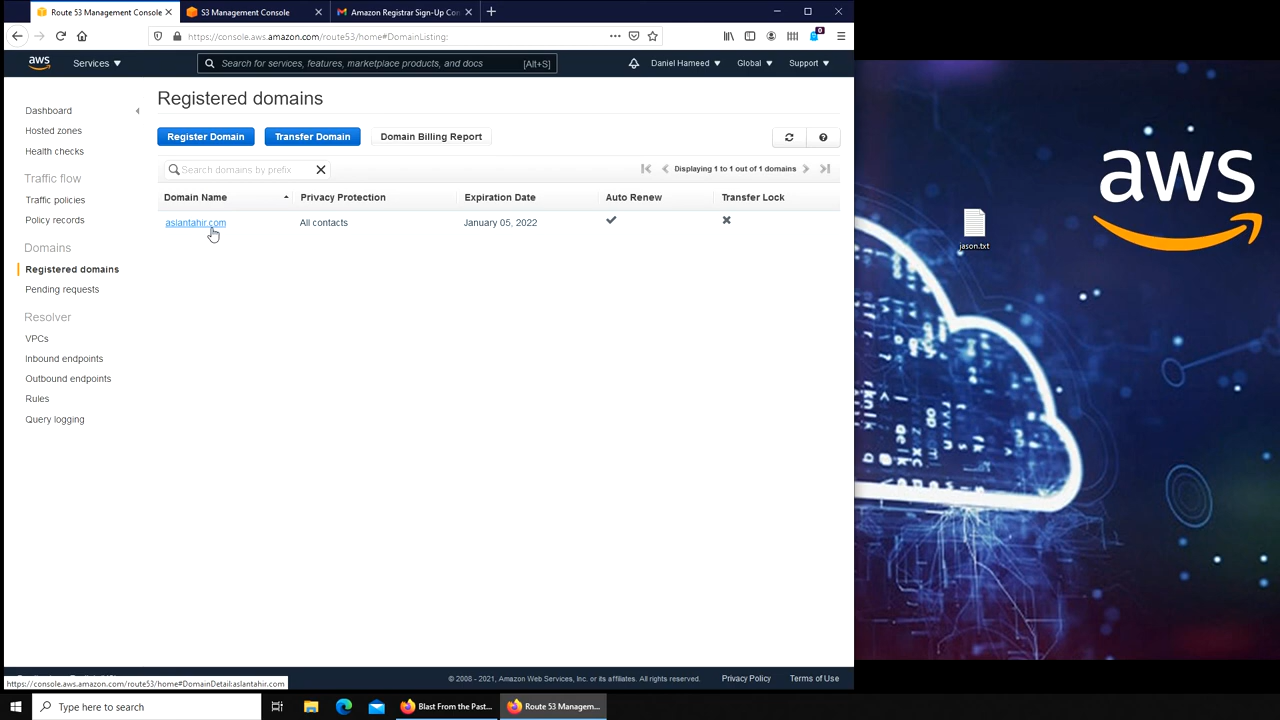 Route 53 Management Console
S3 Management Console
Amazon Registrar Sign-Up Con
https://console.aws.amazon.com/route53/home#DomainListing:
0
aws
Services
Search for services, features, marketplace products, and docs
[Alt+S]
Daniel Hameed
Global
Support
Dashboard
Hosted zones
Health checks
Traffic flow
Traffic policies
Policy records
Domains
Registered domains
Pending requests
Resolver
VPCs
Inbound endpoints
Outbound endpoints
Rules
Query logging
Registered domains
Register Domain
Transfer Domain
Domain Billing Report
Search domains by prefix
Displaying 1 to 1 out of 1 domains
Domain Name
Privacy Protection
Expiration Date
Auto Renew
Transfer Lock
aslantahir.com
All contacts
January 05, 2022
aws
jason.txt
© 2008 - 2021, Amazon Web Services, Inc. or its affiliates. All rights reserved.
Privacy Policy
Terms of Use
https://console.aws.amazon.com/route53/home#DomainDetail:aslantahir.com
Type here to search
Blast From the Past...
Route 53 Managem...